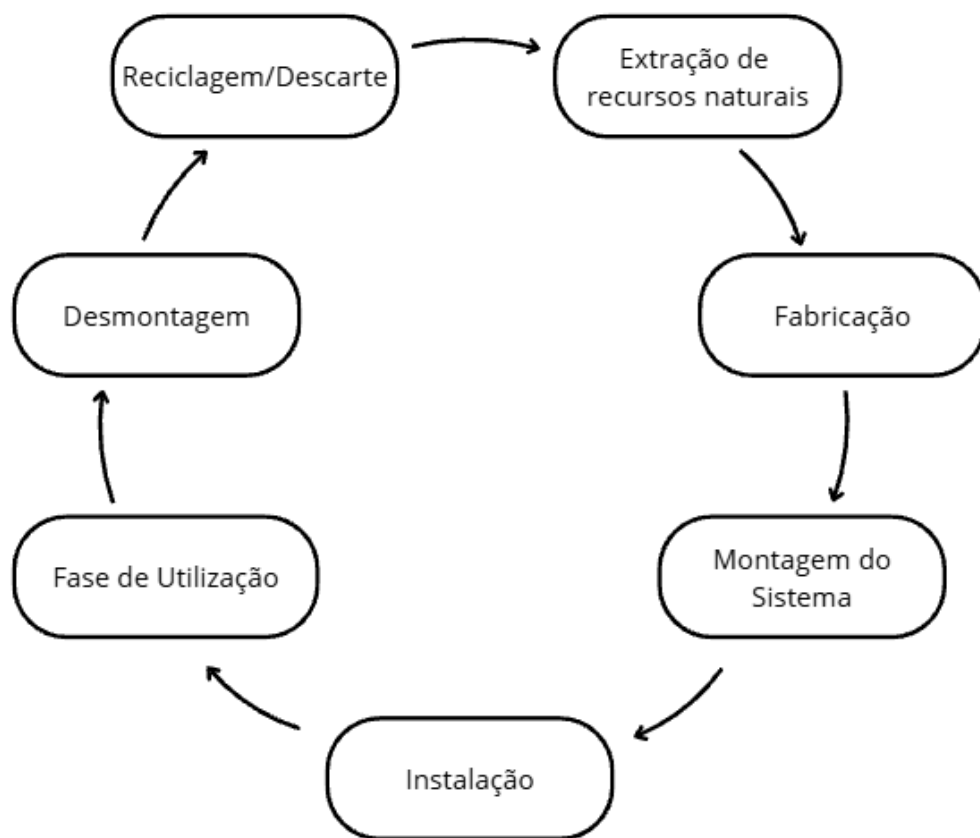 Reciclagem/Descarte
Extração de
recursos naturais
Fabricação
Montagem do
Sistema
Instalação
Fase de Utilização
Desmontagem